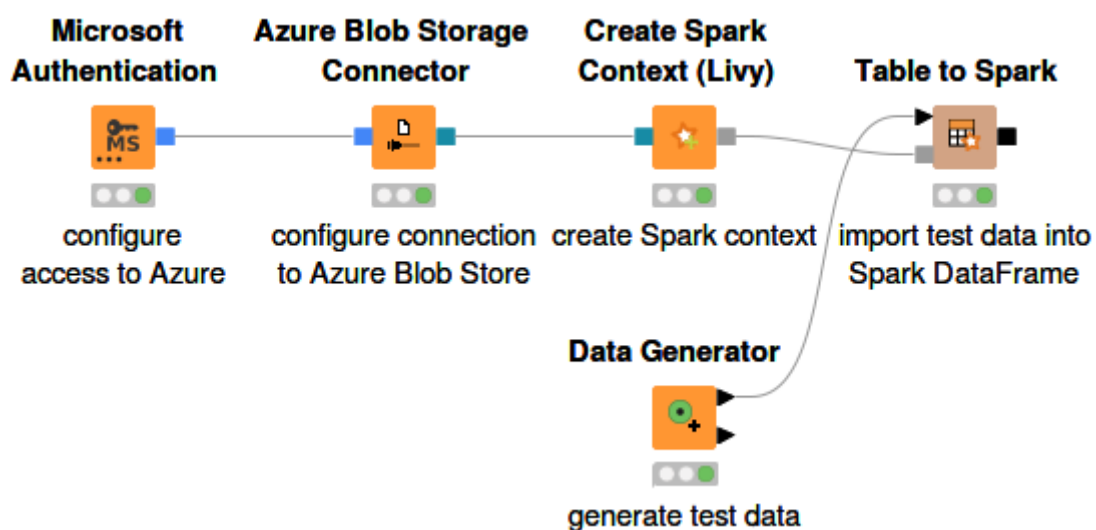 Microsoft
Authentication
MS
configure
access to Azure
Azure Blob Storage
Connector
configure connection
to Azure Blob Store
Create Spark
Context (Livy)
create Spark context
Table to Spark
import test data into
Spark DataFrame
Data Generator
generate test data